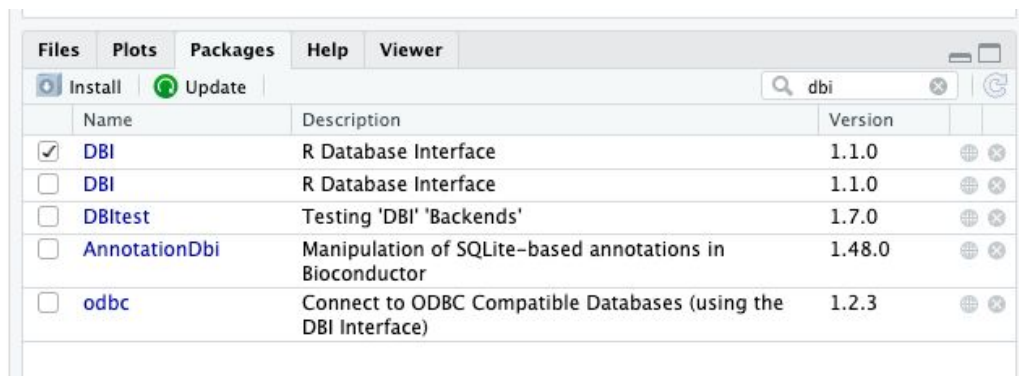 Files Plots Packages Help Viewer
Install Update dbi
Name Description Version
DBI R Database Interface 1.1.0
DBI R Database Interface 1.1.0
DBItest Testing 'DBI' 'Backends' 1.7.0
AnnotationDbi Manipulation of SQLite-based annotations in 1.48.0
Bioconductor
odbc Connect to ODBC Compatible Databases (using the 1.2.3
DBI Interface)